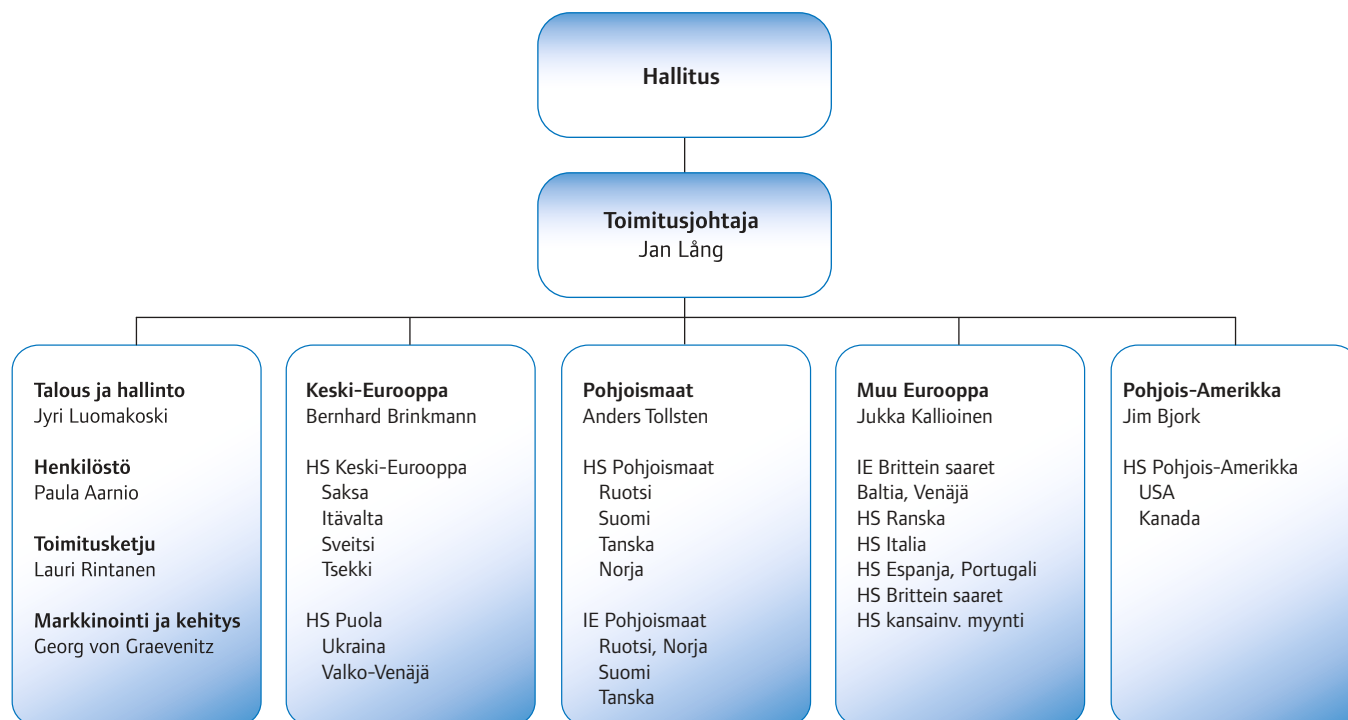 Hallitus
Toimitusjohtaja
Jan Lång
Talous ja hallinto
Jyri Luomakoski
Henkilöstö
Paula Aarnio
Toimitusketju
Lauri Rintanen
Markkinointi ja kehitys
Georg von Graevenitz
Keski-Eurooppa
Bernhard Brinkmann
HS Keski-Eurooppa
Saksa
Itävalta
Sveitsi
Tsekki
HS Puola
Ukraina
Valko-Venäjä
Pohjoismaat
Anders Tollsten
HS Pohjoismaat
Ruotsi
Suomi
Tanska
Norja
IE Pohjoismaat
Ruotsi, Norja
Suomi
Tanska
Muu Eurooppa
Jukka Kallioinen
IE Brittein saaret
Baltia, Venäjä
HS Ranska
HS Italia
HS Espanja, Portugali
HS Brittein saaret
HS kansainv. myynti
Pohjois-Amerikka
Jim Bjork
HS Pohjois-Amerikka
USA
Kanada